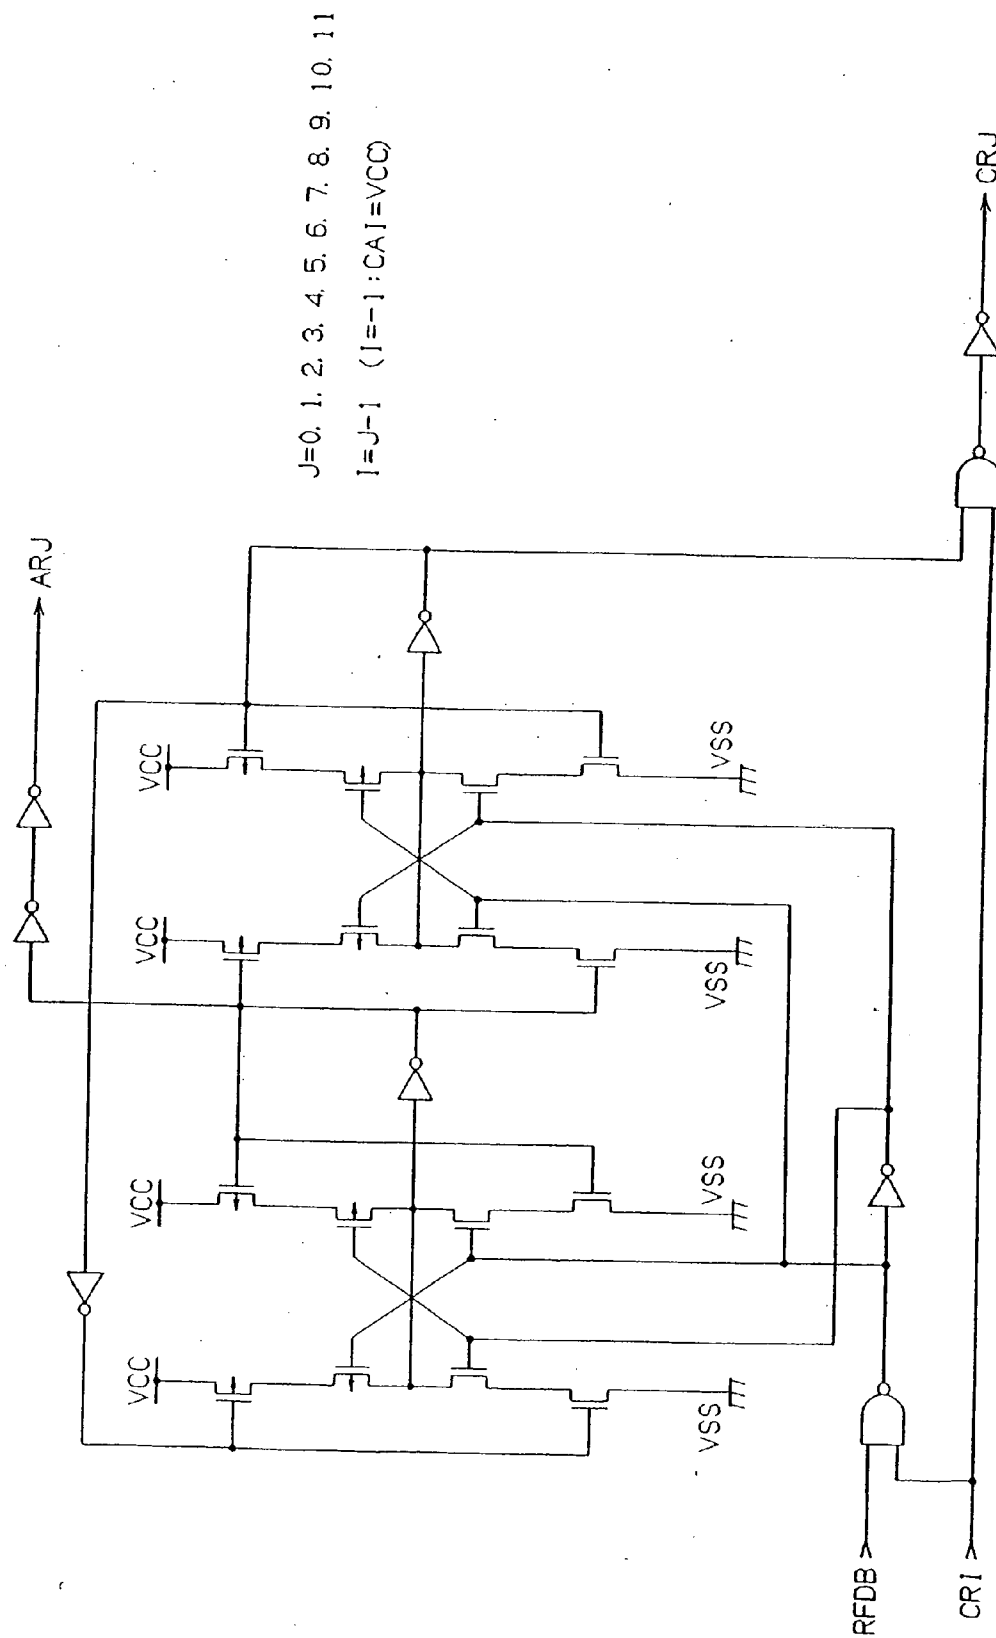 ARJ
J=0. 1. 2. 3. 4. 5. 6. 7. 8. 9. 10. 11
I=J-1 (I=-1:CAI=VCC)
VCC
VCC
VCC
VCC
VSS
VSS
VSS
VSS
RFDB
CRI
CRJ